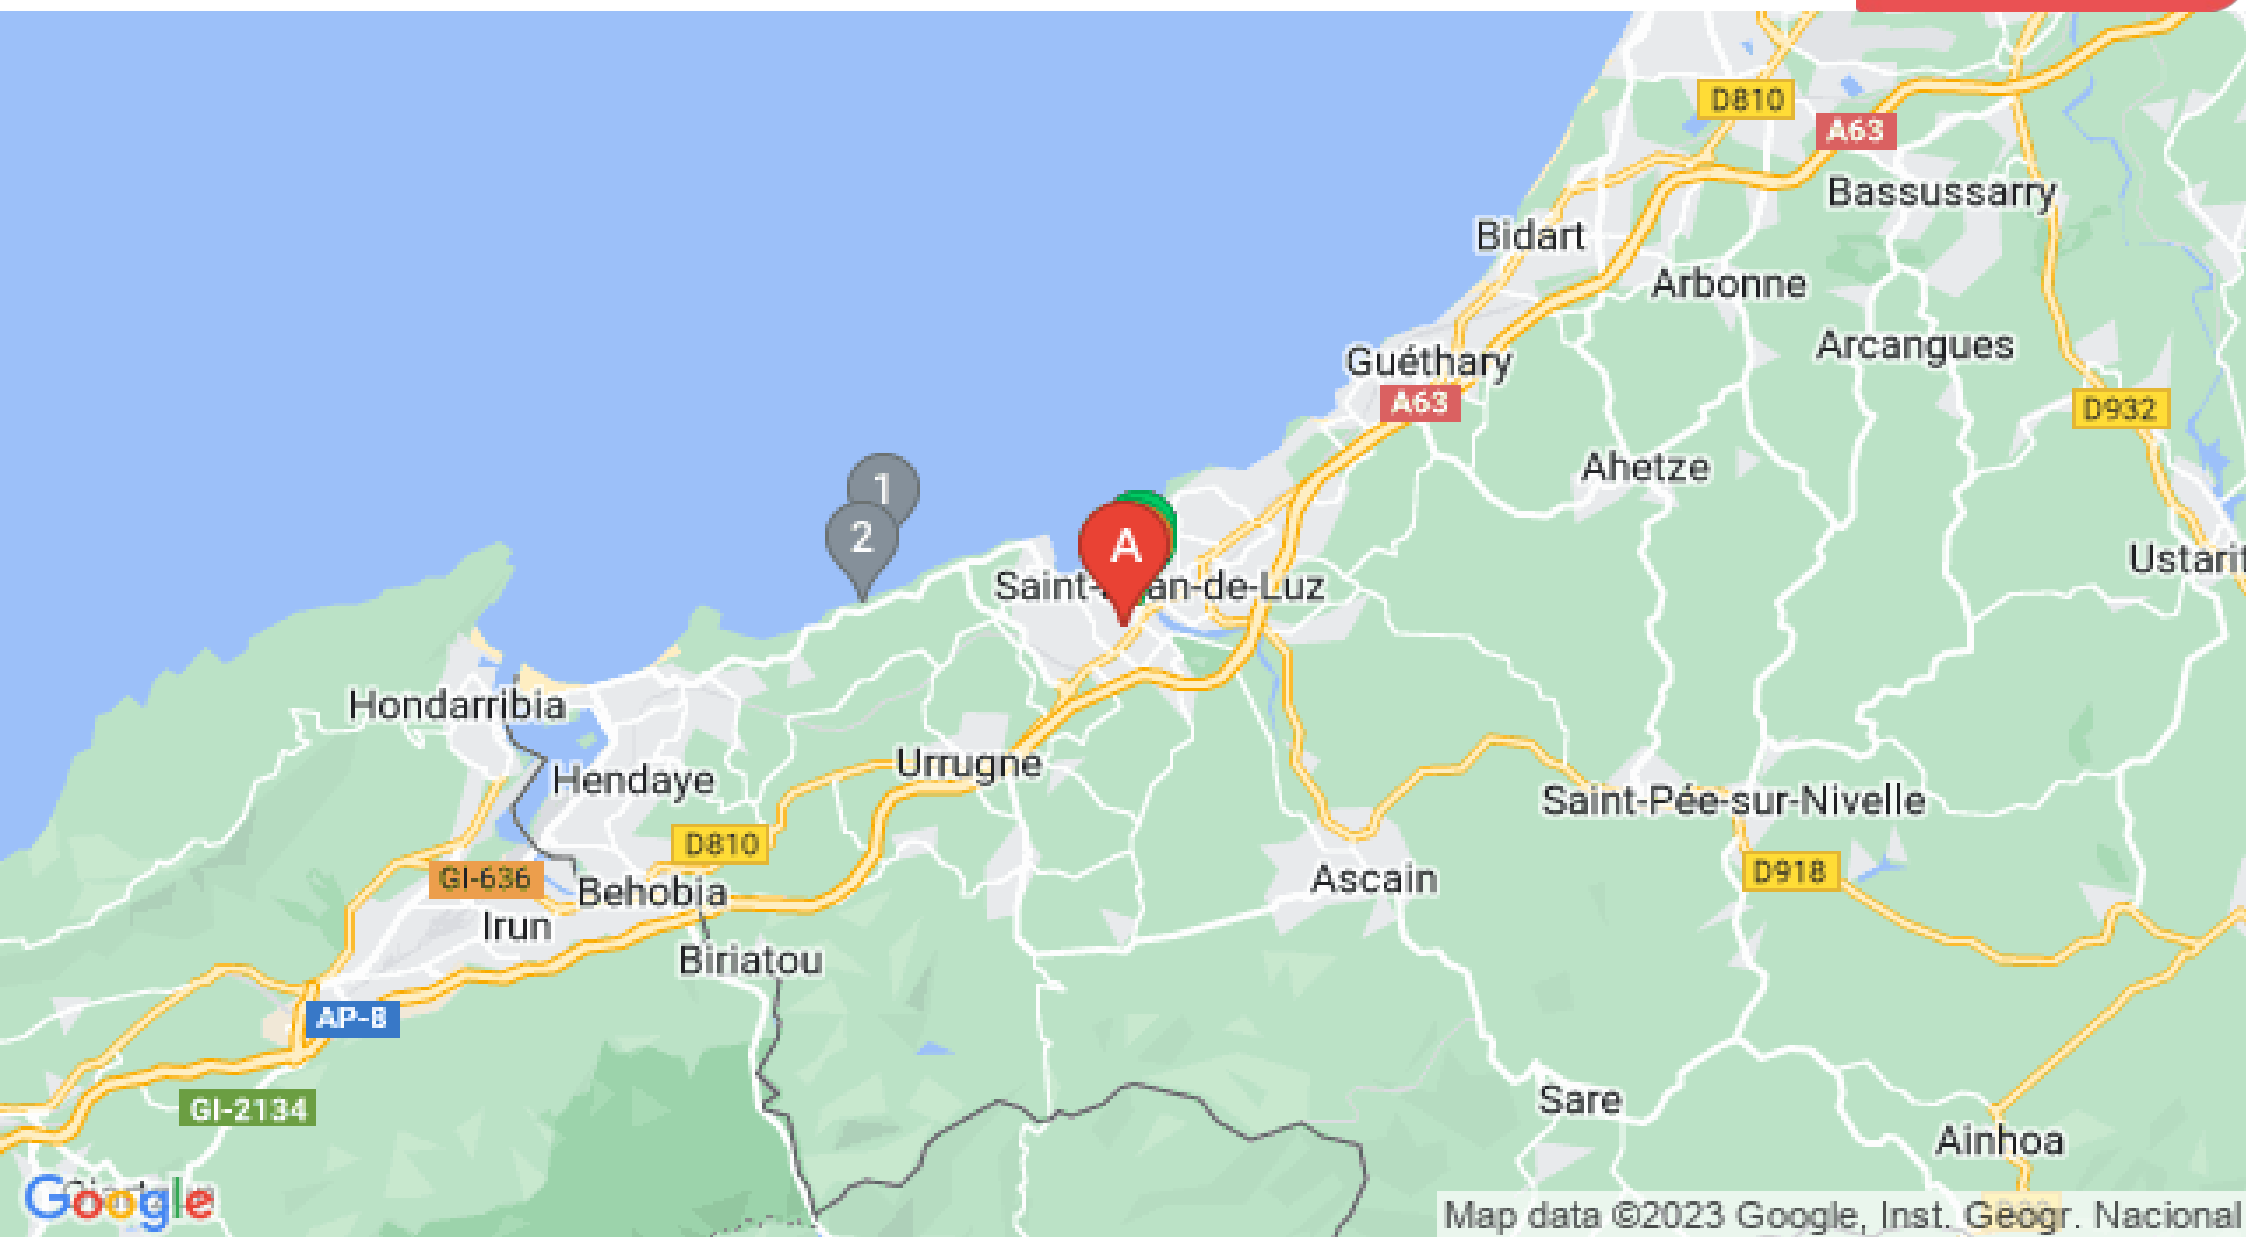 D810
A63
Bassussarry
Bidart
Arbonne
Arcangues
Guéthary
A63
D932
Ahetze
1
2
A
Saint-
an-de-Luz
Hondarribia
Urrugne
Hendaye
Saint-Pée-sur-Nivelle
D810
D918
GI-636
Behobia
Ascain
Irun
Biriatou
AP-8
GI-2134
Sare
Ainhoa
Google
Map data ©2023 Google, Inst. Geogr. Nacional